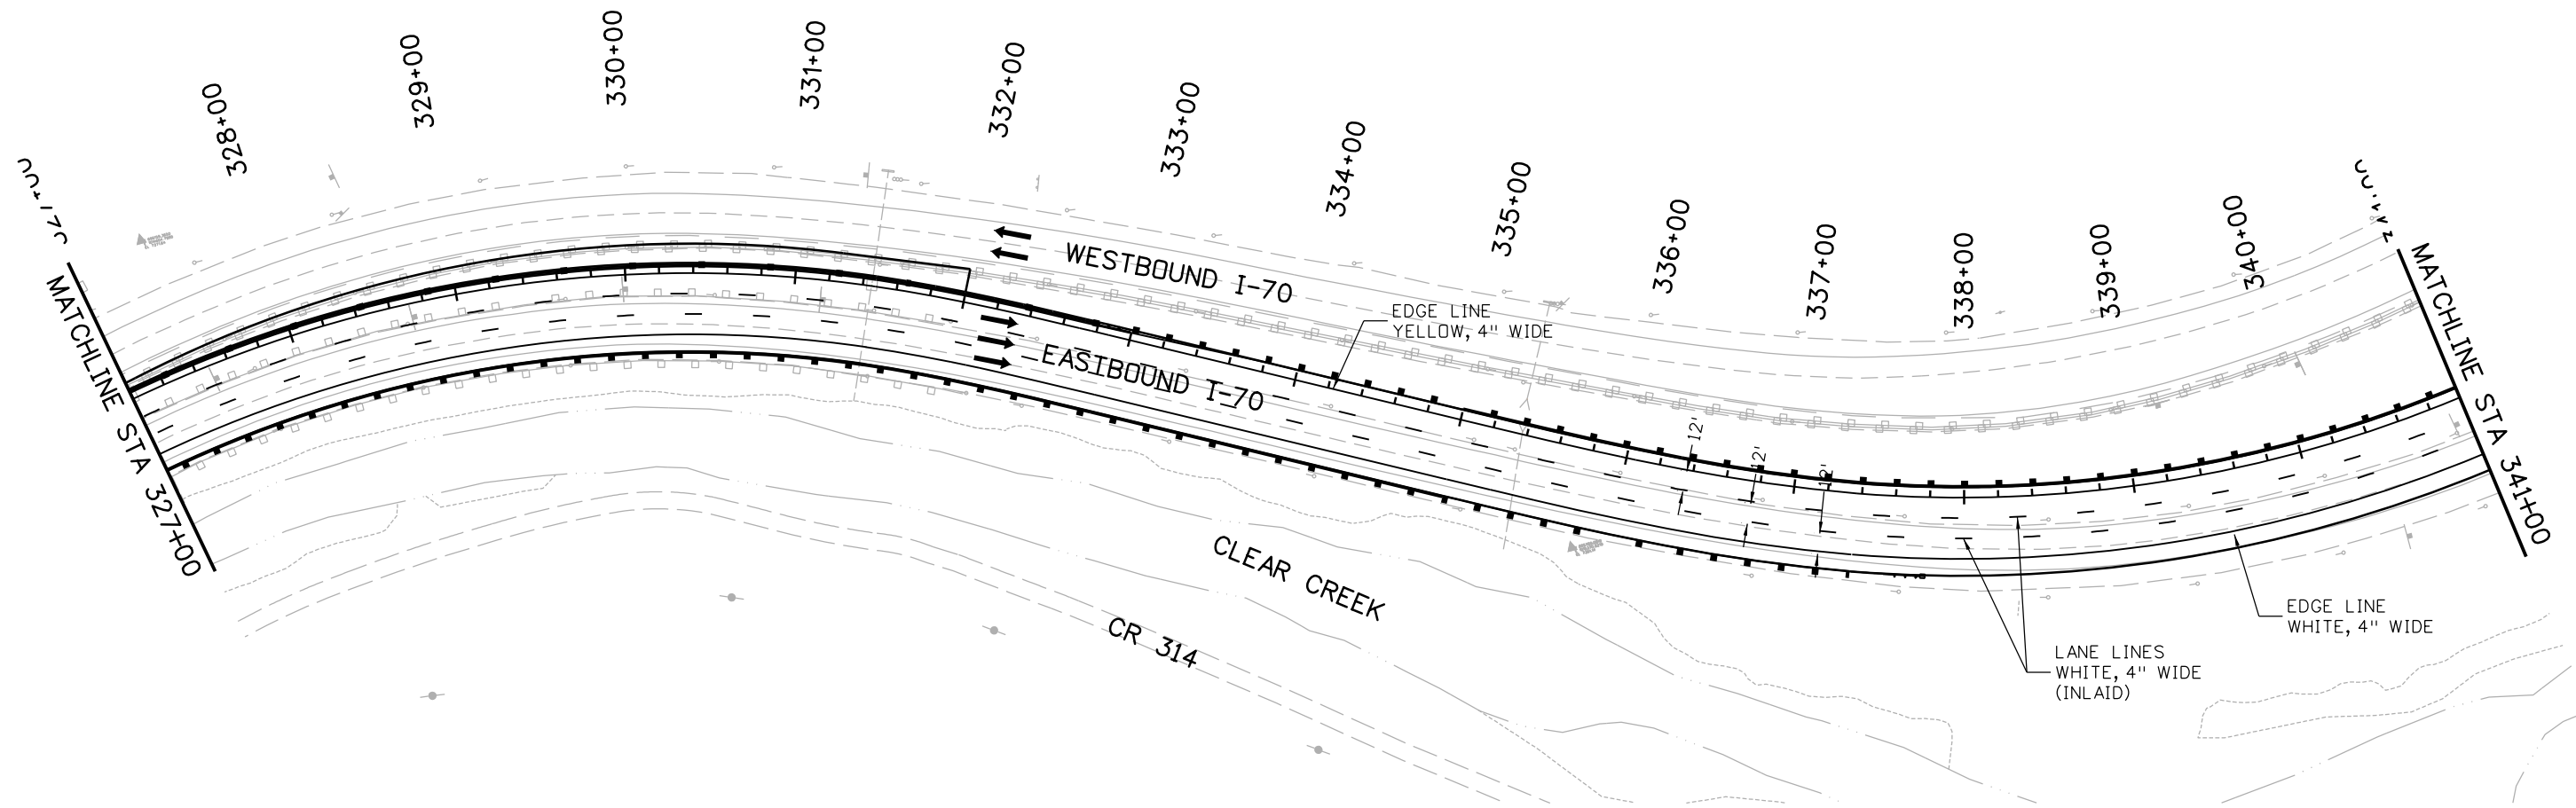 328+00
329+00
330+00
331+00
332+00
333+00
334+00
335+00
336+00
337+00
338+00
339+00
340+00
MATCHLINE STA 327+00
MATCHLINE STA 341+00
WESTBOUND I-70
EDGE LINE
YELLOW, 4" WIDE
EASTBOUND I-70
12'
12'
12'
CLEAR CREEK
CR 314
EDGE LINE
WHITE, 4" WIDE
LANE LINES
WHITE, 4" WIDE
(INLAID)